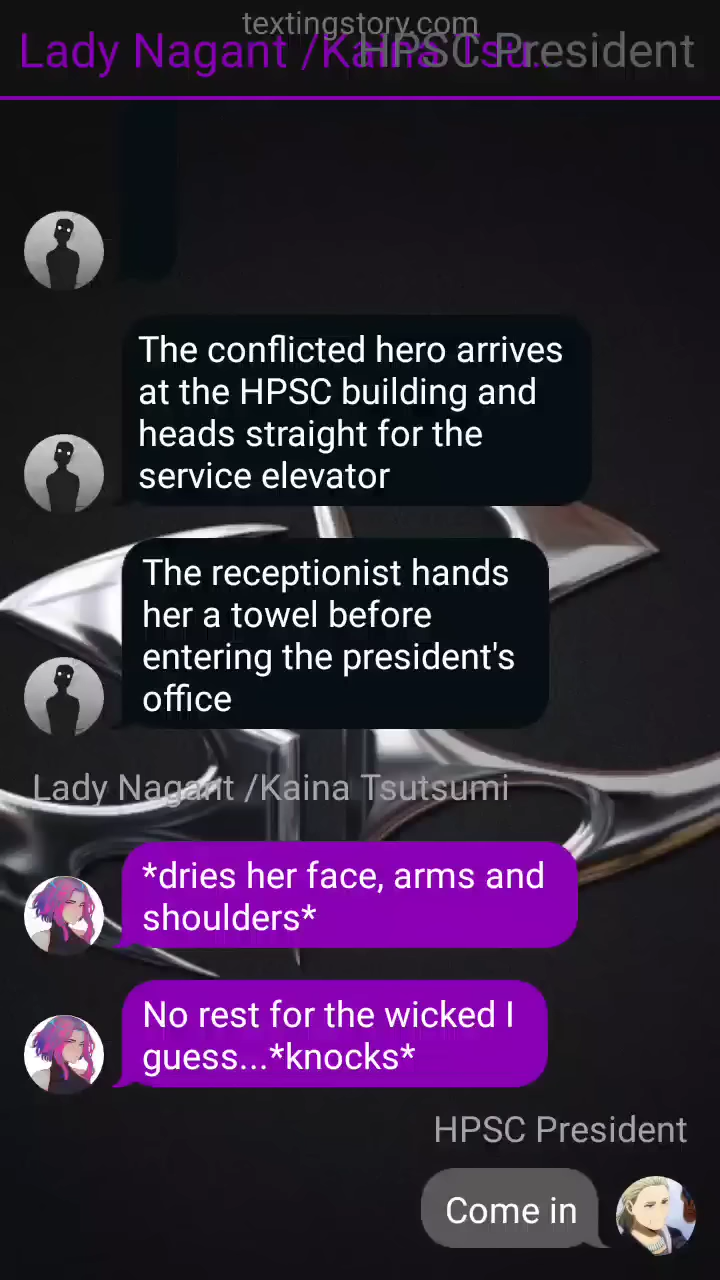 textingstory.com
Lady Nagant /Kaina Tsu...
HPSC President
The conflicted hero arrives
at the HPSC building and
heads straight for the
service elevator
The receptionist hands
her a towel before
entering the president's
office
Lady Nagant /Kaina Tsutsumi
*dries her face, arms and
shoulders*
No rest for the wicked I
guess...*knocks*
HPSC President
Come in